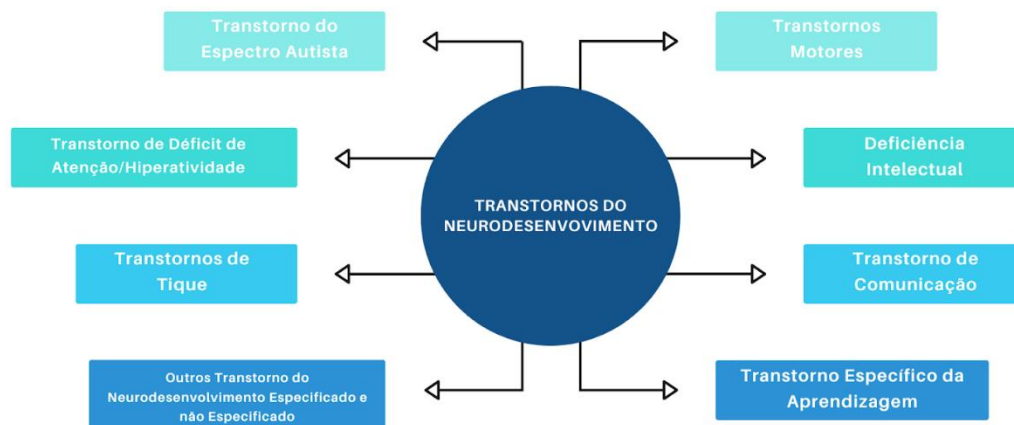 Transtorno do
Espectro Autista
Transtornos
Motores
Transtorno de Déficit de
Atenção/Hiperatividade
Deficiência
Intelectual
TRANSTORNOS DO
NEURODESENVOVIMENTO
Transtornos de
Tique
Transtorno de
Comunicação
Outros Transtorno do
Neurodesenvolvimento Especificado e
não Especificado
Transtorno Específico da
Aprendizagem